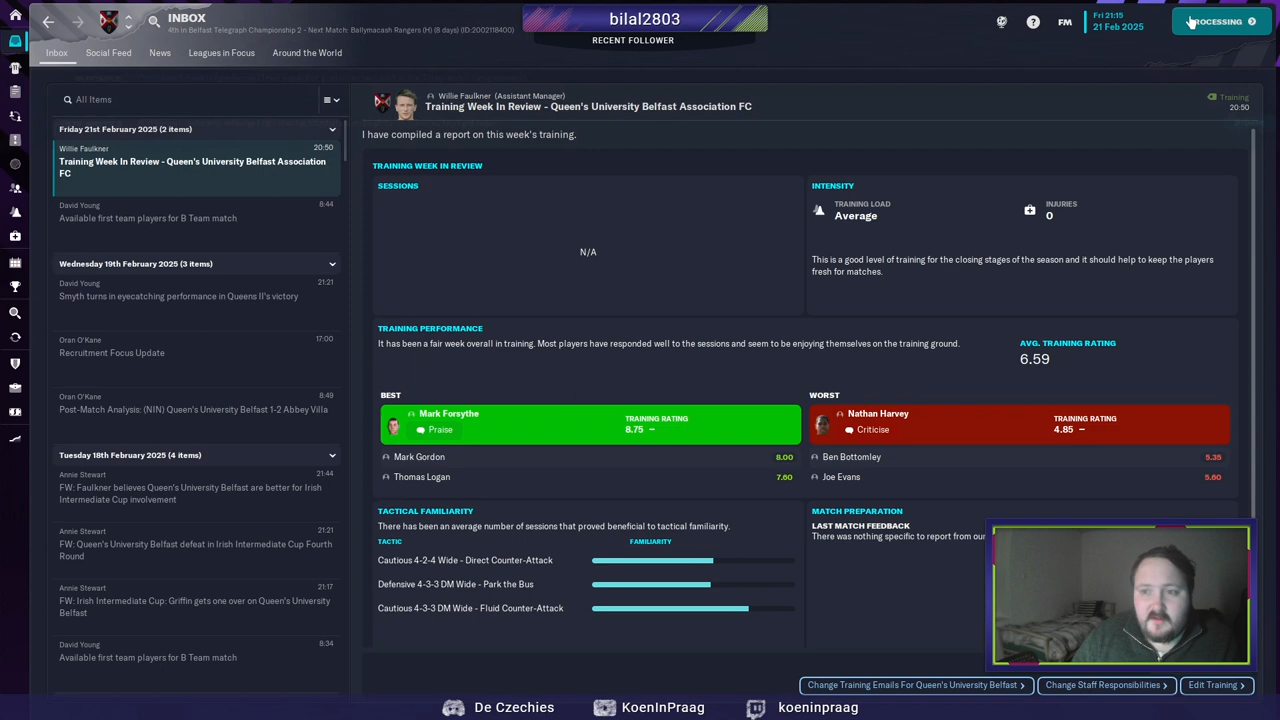 INBOX
4th in Belfast Telegraph Championship 2 - Next Match: Ballymacash Rangers (H) (8 days) (ID:2002118400)
bilal2803
RECENT FOLLOWER
FM
Fri 21:15
21 Feb 2025
PROCESSING
Inbox
Social Feed
News
Leagues in Focus
Around the World
All Items
Friday 21st February 2025 (2 items)
Willie Faulkner
20:50
Training Week In Review - Queen's University Belfast Association
FC
David Young
8:44
Available first team players for B Team match
Wednesday 19th February 2025 (3 items)
David Young
21:21
Smyth turns in eyecatching performance in Queens II's victory
Oran O'Kane
17:00
Recruitment Focus Update
Oran O'Kane
8:49
Post-Match Analysis: (NIN) Queen's University Belfast 1-2 Abbey Villa
Tuesday 18th February 2025 (4 items)
Annie Stewart
21:44
FW: Faulkner believes Queen's University Belfast are better for Irish
Intermediate Cup involvement
Annie Stewart
21:21
FW: Queen's University Belfast defeat in Irish Intermediate Cup Fourth
Round
Annie Stewart
21:17
FW: Irish Intermediate Cup: Griffin gets one over on Queen's University
Belfast
David Young
8:34
Available first team players for B Team match
Willie Faulkner (Assistant Manager)
Training Week In Review - Queen's University Belfast Association FC
Training
20:50
I have compiled a report on this week's training.
TRAINING WEEK IN REVIEW
SESSIONS
N/A
INTENSITY
TRAINING LOAD
Average
INJURIES
0
This is a good level of training for the closing stages of the season and it should help to keep the players
fresh for matches.
TRAINING PERFORMANCE
It has been a fair week overall in training. Most players have responded well to the sessions and seem to be enjoying themselves on the training ground.
AVG. TRAINING RATING
6.59
BEST
Mark Forsythe
Praise
TRAINING RATING
8.75 -
Mark Gordon
8.00
Thomas Logan
7.60
WORST
Nathan Harvey
Criticise
TRAINING RATING
4.85 -
Ben Bottomley
5.35
Joe Evans
5.60
TACTICAL FAMILIARITY
There has been an average number of sessions that proved beneficial to tactical familiarity.
TACTIC
FAMILIARITY
Cautious 4-2-4 Wide - Direct Counter-Attack
Defensive 4-3-3 DM Wide - Park the Bus
Cautious 4-3-3 DM Wide - Fluid Counter-Attack
MATCH PREPARATION
LAST MATCH FEEDBACK
There was nothing specific to report from our
Change Training Emails For Queen's University Belfast
Change Staff Responsibilities
Edit Training
De Czechies
KoenInPraag
koeninpraag